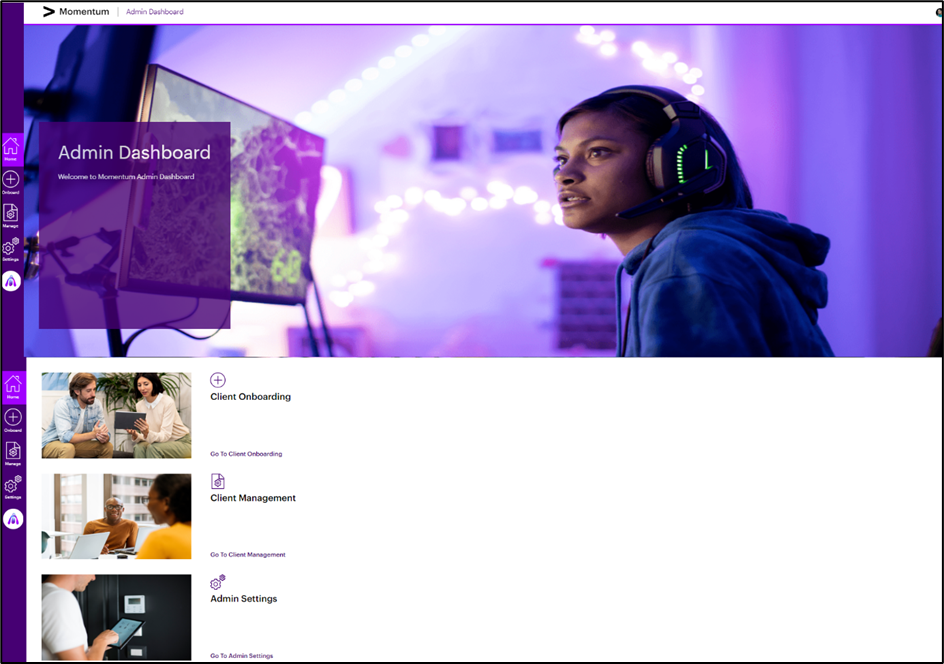 Momentum | Admin Dashboard
Admin Dashboard
Welcome to Momentum Admin Dashboard
Home
Onboard
Manage
Settings
Home
Onboard
Manage
Settings
Client Onboarding
Go To Client Onboarding
Client Management
Go To Client Management
Admin Settings
Go To Admin Settings